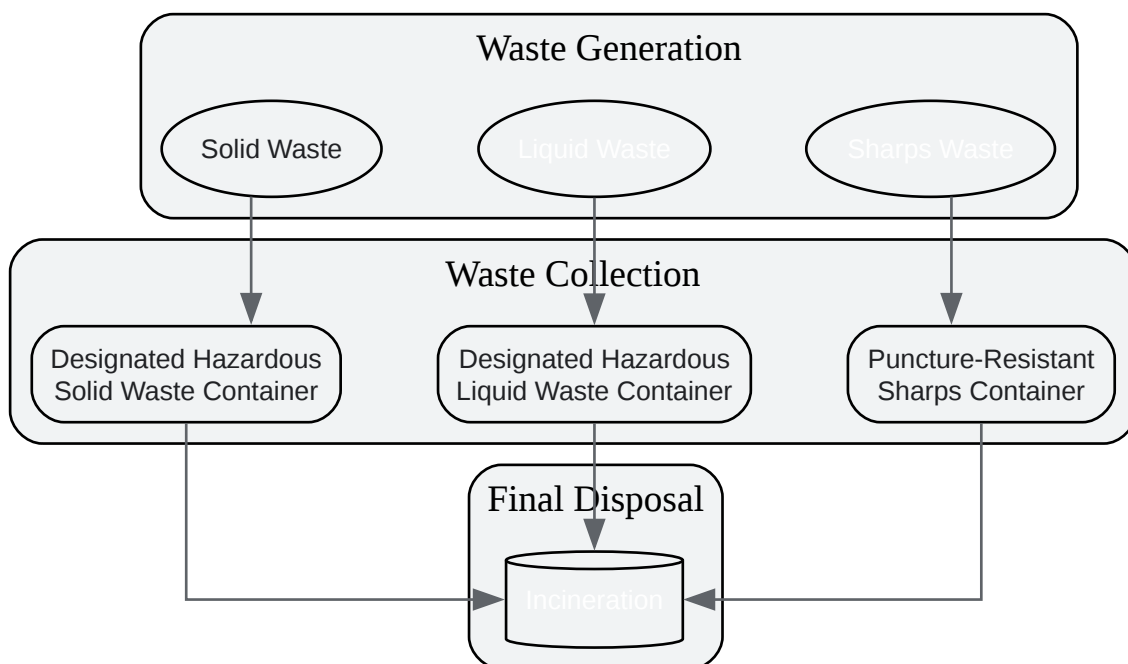 Waste Generation
Solid Waste
Liquid Waste
Sharps Waste
Waste Collection
Designated Hazardous
Solid Waste Container
Designated Hazardous
Liquid Waste Container
Puncture-Resistant
Sharps Container
Final Disposal
Incineration